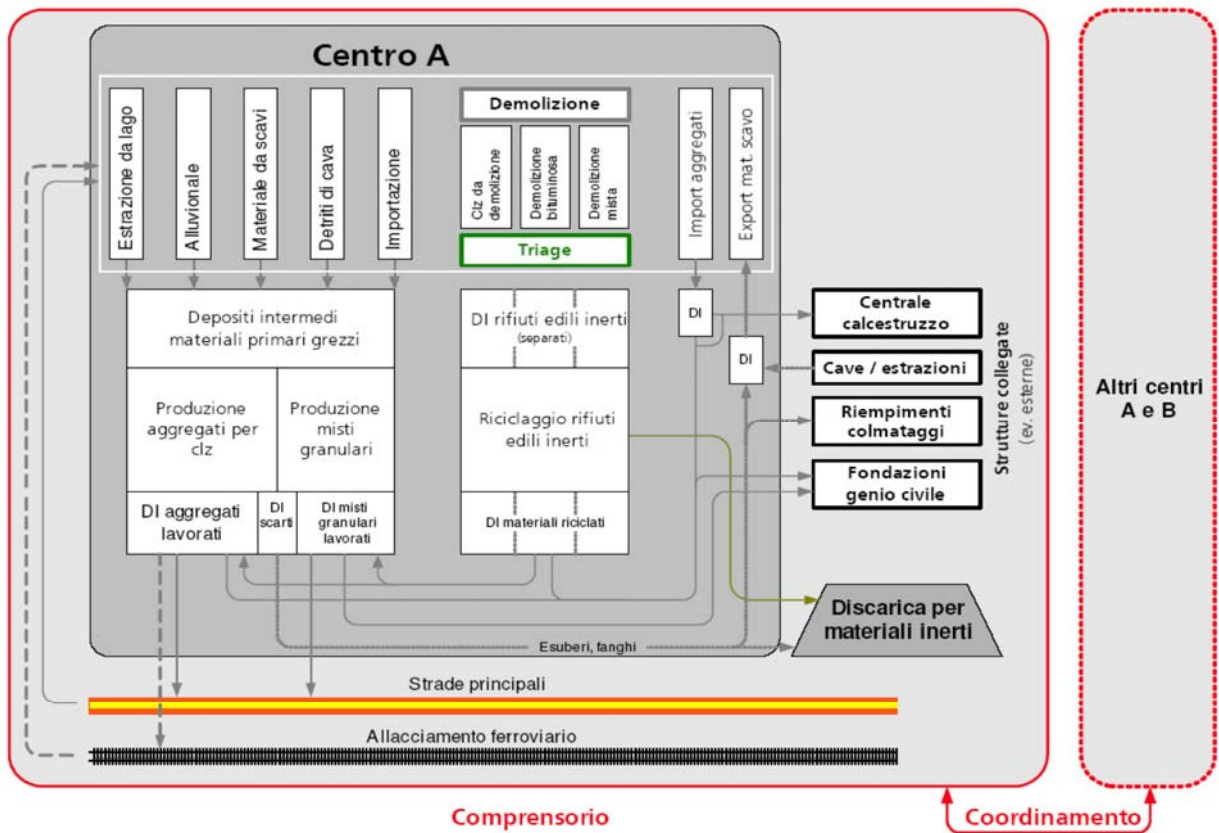 Centro A
Estrazione da lago
Alluvionale
Materiale da scavi
Detriti di cava
Importazione
Demolizione
Clz da
demolizione
Demolizione
bituminosa
Demolizione
mista
Triage
Import aggregati
Export mat. scavo
Depositi intermedi
materiali primari grezzi
Produzione
aggregati per
clz
Produzione
misti
granulari
DI aggregati
lavorati
DI
scarti
DI misti
granulari
lavorati
DI rifiuti edili inerti
(separati)
Riciclaggio rifiuti
edili inerti
DI materiali riciclati
DI
DI
Centrale
calcestruzzo
Cave / estrazioni
Riempimenti
colmataggi
Fondazioni
genio civile
Strutture collegate
(ev. esterne)
Altri centri
A e B
Discarica per
materiali inerti
Esuberi, fanghi
Strade principali
Allacciamento ferroviario
Comprensorio
Coordinamento